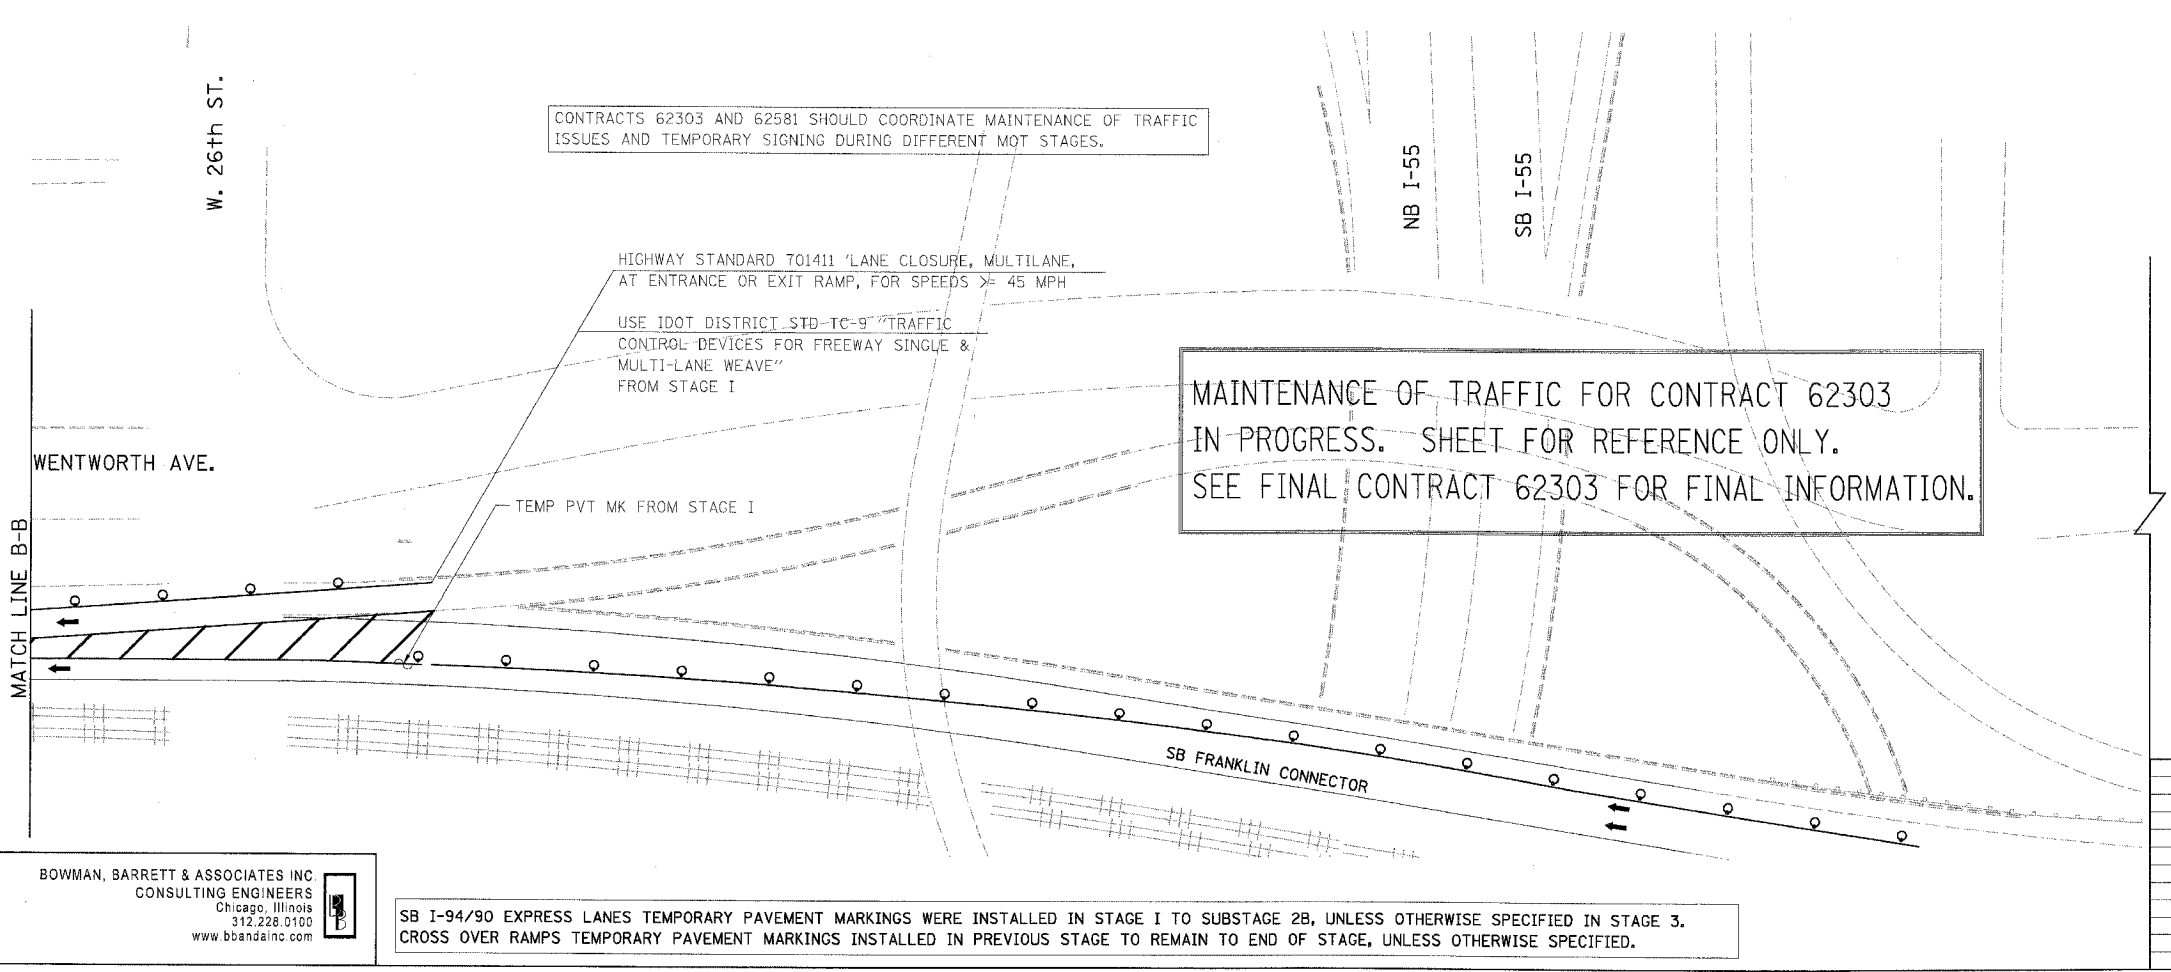 W. 26th ST.
CONTRACTS 62303 AND 62581 SHOULD COORDINATE MAINTENANCE OF TRAFFIC
ISSUES AND TEMPORARY SIGNING DURING DIFFERENT MOT STAGES.
NB I-55
SB I-55
HIGHWAY STANDARD 701411 'LANE CLOSURE, MULTILANE,
AT ENTRANCE OR EXIT RAMP, FOR SPEEDS >= 45 MPH
USE IDOT DISTRICT STD-TC-9 "TRAFFIC
CONTROL DEVICES FOR FREEWAY SINGLE &
MULTI-LANE WEAVE"
FROM STAGE I
MAINTENANCE OF TRAFFIC FOR CONTRACT 62303
IN PROGRESS. SHEET FOR REFERENCE ONLY.
SEE FINAL CONTRACT 62303 FOR FINAL INFORMATION.
WENTWORTH AVE.
TEMP PVT MK FROM STAGE I
MATCH LINE B-B
SB FRANKLIN CONNECTOR
BOWMAN, BARRETT & ASSOCIATES INC.
CONSULTING ENGINEERS
Chicago, Illinois
312.228.0100
www.bbandainc.com
SB I-94/90 EXPRESS LANES TEMPORARY PAVEMENT MARKINGS WERE INSTALLED IN STAGE I TO SUBSTAGE 2B, UNLESS OTHERWISE SPECIFIED IN STAGE 3.
CROSS OVER RAMPS TEMPORARY PAVEMENT MARKINGS INSTALLED IN PREVIOUS STAGE TO REMAIN TO END OF STAGE, UNLESS OTHERWISE SPECIFIED.